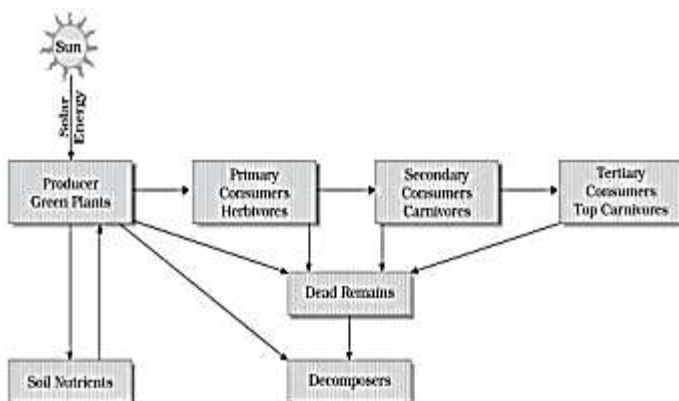 Sun
Solar
Energy
Producer
Green Plants
Primary
Consumers
Herbivores
Secondary
Consumers
Carnivores
Tertiary
Consumers
Top Carnivores
Dead Remains
Soil Nutrients
Decomposers